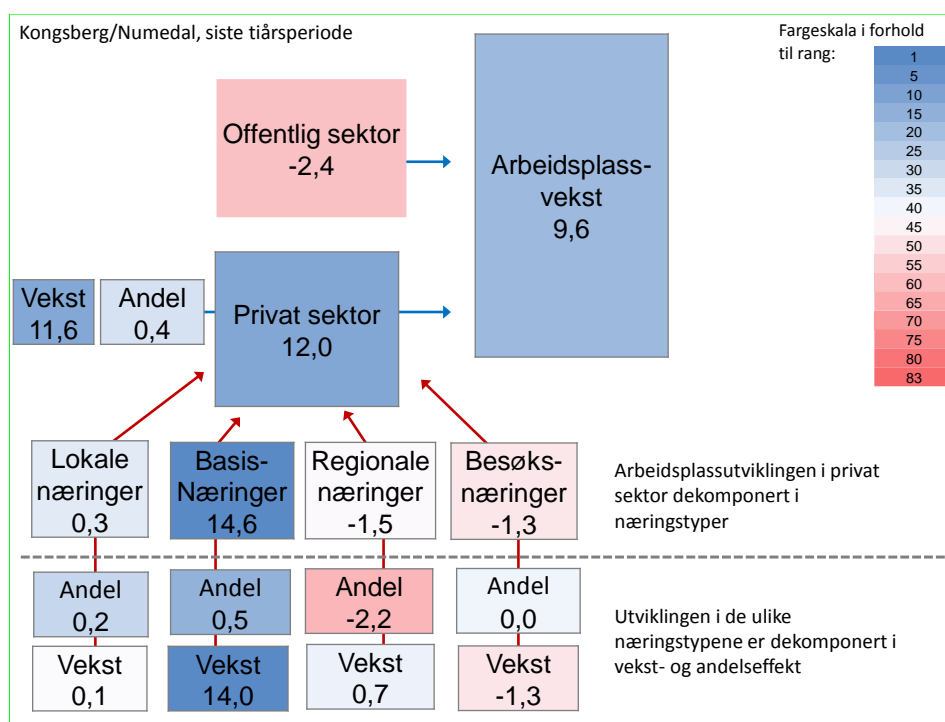 Kongsberg/Numedal, siste tiårsperiode
Fargeskala i forhold
til rang:
1
5
10
15
20
25
30
35
40
45
50
55
60
65
70
75
80
83
Offentlig sektor
-2,4
Arbeidsplass-
vekst
9,6
Vekst
11,6
Andel
0,4
Privat sektor
12,0
Lokale
næringer
0,3
Basis-
Næringer
14,6
Regionale
næringer
-1,5
Besøks-
næringer
-1,3
Arbeidsplassutviklingen i privat
sektor dekomponert i
næringstyper
Andel
0,2
Andel
0,5
Andel
-2,2
Andel
0,0
Vekst
0,1
Vekst
14,0
Vekst
0,7
Vekst
-1,3
Utviklingen i de ulike
næringstypene er dekomponert i
vekst- og andelseffekt